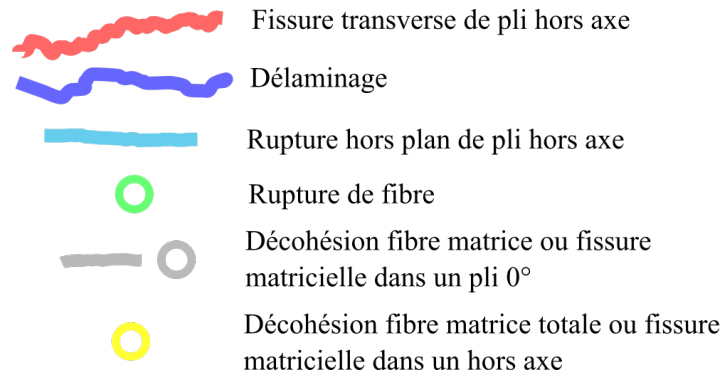 Fissure transverse de pli hors axe
Délaminage
Rupture hors plan de pli hors axe
Rupture de fibre
Décohésion fibre matrice ou fissure
matricielle dans un pli 0°
Décohésion fibre matrice totale ou fissure
matricielle dans un hors axe